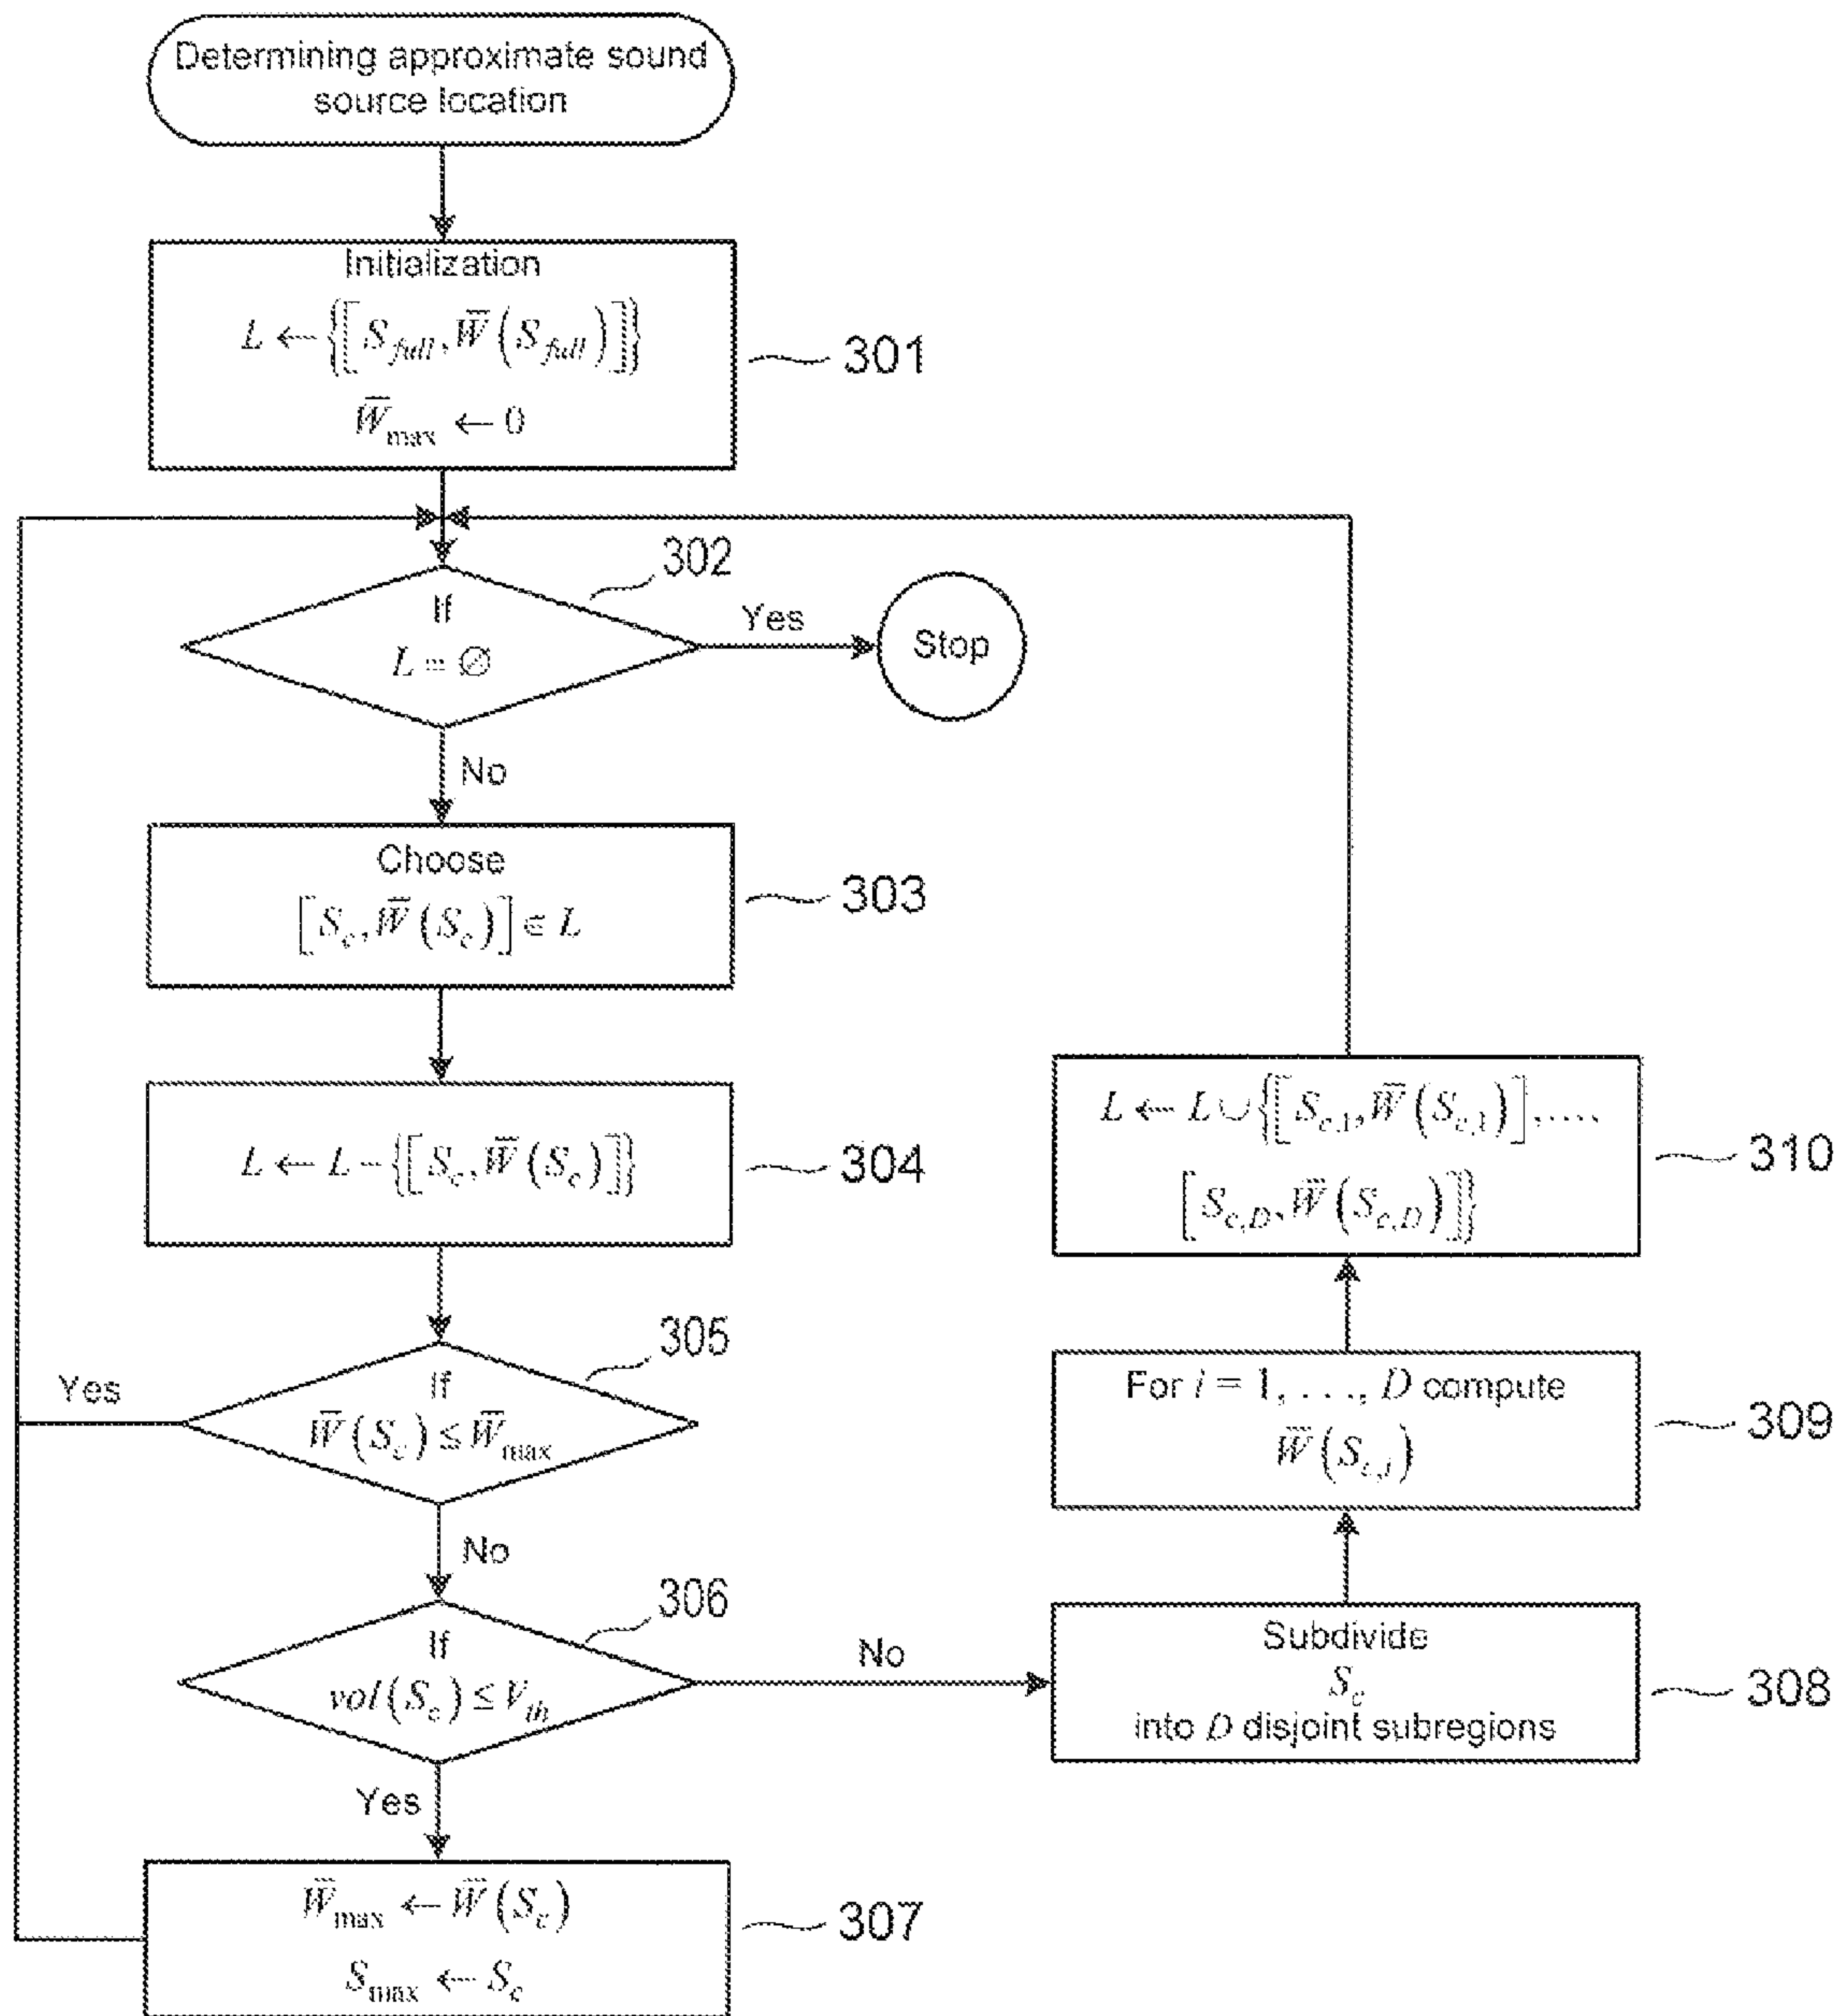 Determining approximate sound
source location
Initialization
L ← {[S_full, W̅(S_full)]}
W̅_max ← 0
301
302
If
L = ∅
Yes
Stop
No
Choose
[S_c, W̅(S_c)] ∈ L
303
L ← L − {[S_c, W̅(S_c)]}
304
305
If
W̅(S_c) ≤ W̅_max
Yes
No
306
If
vol(S_c) ≤ V_th
No
Yes
W̅_max ← W̅(S_c)
S_max ← S_c
307
Subdivide
S_c
into D disjoint subregions
308
For i = 1, . . ., D compute
W̅(S_c,i)
309
L ← L ∪ {[S_c,1, W̅(S_c,1)], …,
[S_c,D, W̅(S_c,D)]}
310